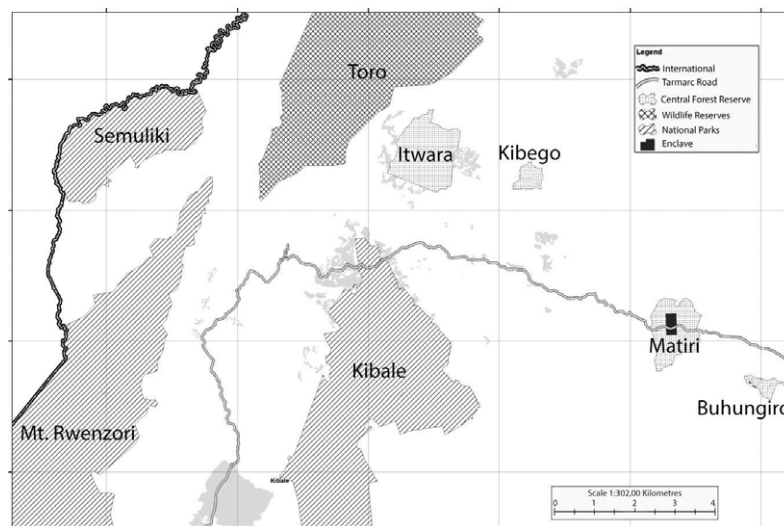 Toro
Semuliki
Itwara
Kibego
Legend
International
Tarmarc Road
Central Forest Reserve
Wildlife Reserves
National Parks
Enclave
Matiri
Kibale
Buhungiro
Mt. Rwenzori
Kibale
Scale 1:302,00 Kilometres
0 1 2 3 4